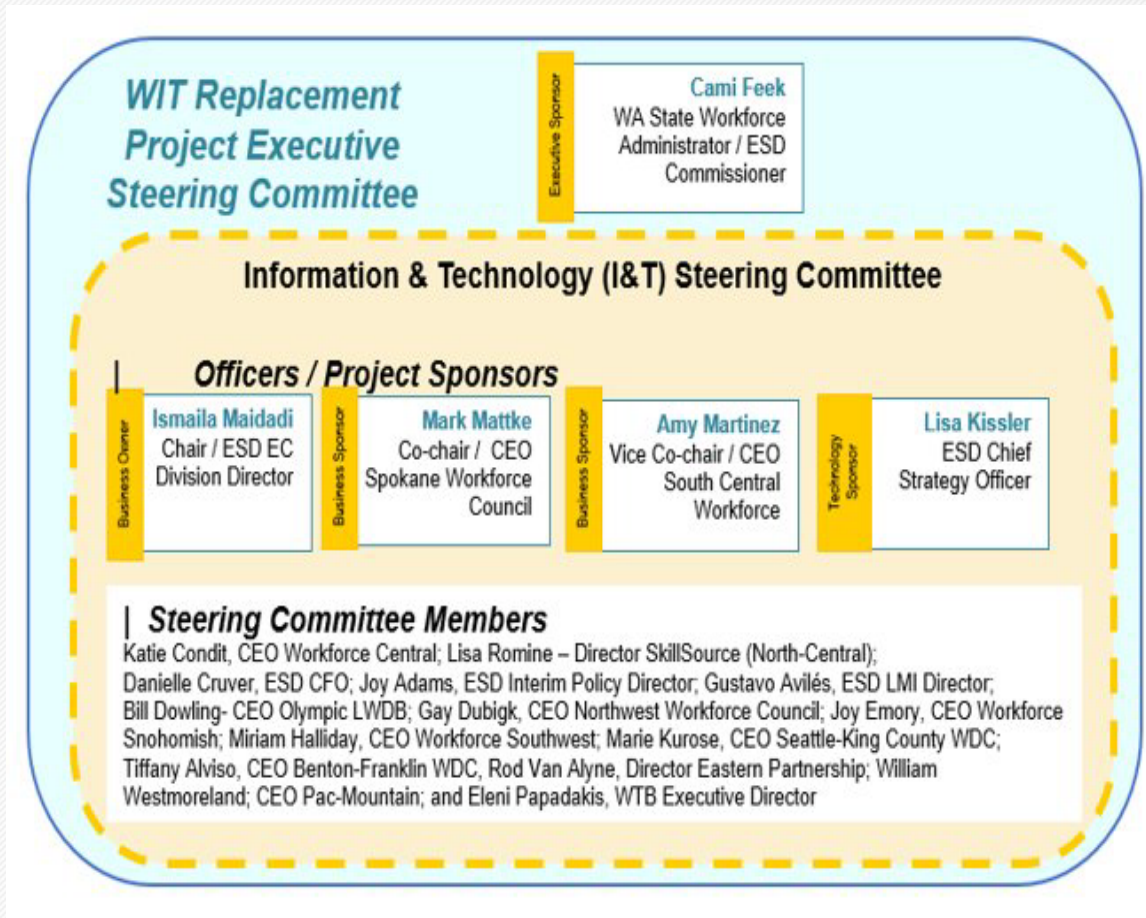 WIT Replacement
Project Executive
Steering Committee
Executive Sponsor
Cami Feek
WA State Workforce
Administrator / ESD
Commissioner
Information & Technology (I&T) Steering Committee
| Officers / Project Sponsors
Business Owner
Ismaila Maidadi
Chair / ESD EC
Division Director
Business Sponsor
Mark Mattke
Co-chair / CEO
Spokane Workforce
Council
Business Sponsor
Amy Martinez
Vice Co-chair / CEO
South Central
Workforce
Technology
Sponsor
Lisa Kissler
ESD Chief
Strategy Officer
| Steering Committee Members
Katie Condit, CEO Workforce Central; Lisa Romine – Director SkillSource (North-Central);
Danielle Cruver, ESD CFO; Joy Adams, ESD Interim Policy Director; Gustavo Avilés, ESD LMI Director;
Bill Dowling- CEO Olympic LWDB; Gay Dubigk, CEO Northwest Workforce Council; Joy Emory, CEO Workforce
Snohomish; Miriam Halliday, CEO Workforce Southwest; Marie Kurose, CEO Seattle-King County WDC;
Tiffany Alviso, CEO Benton-Franklin WDC, Rod Van Alyne, Director Eastern Partnership; William
Westmoreland; CEO Pac-Mountain; and Eleni Papadakis, WTB Executive Director